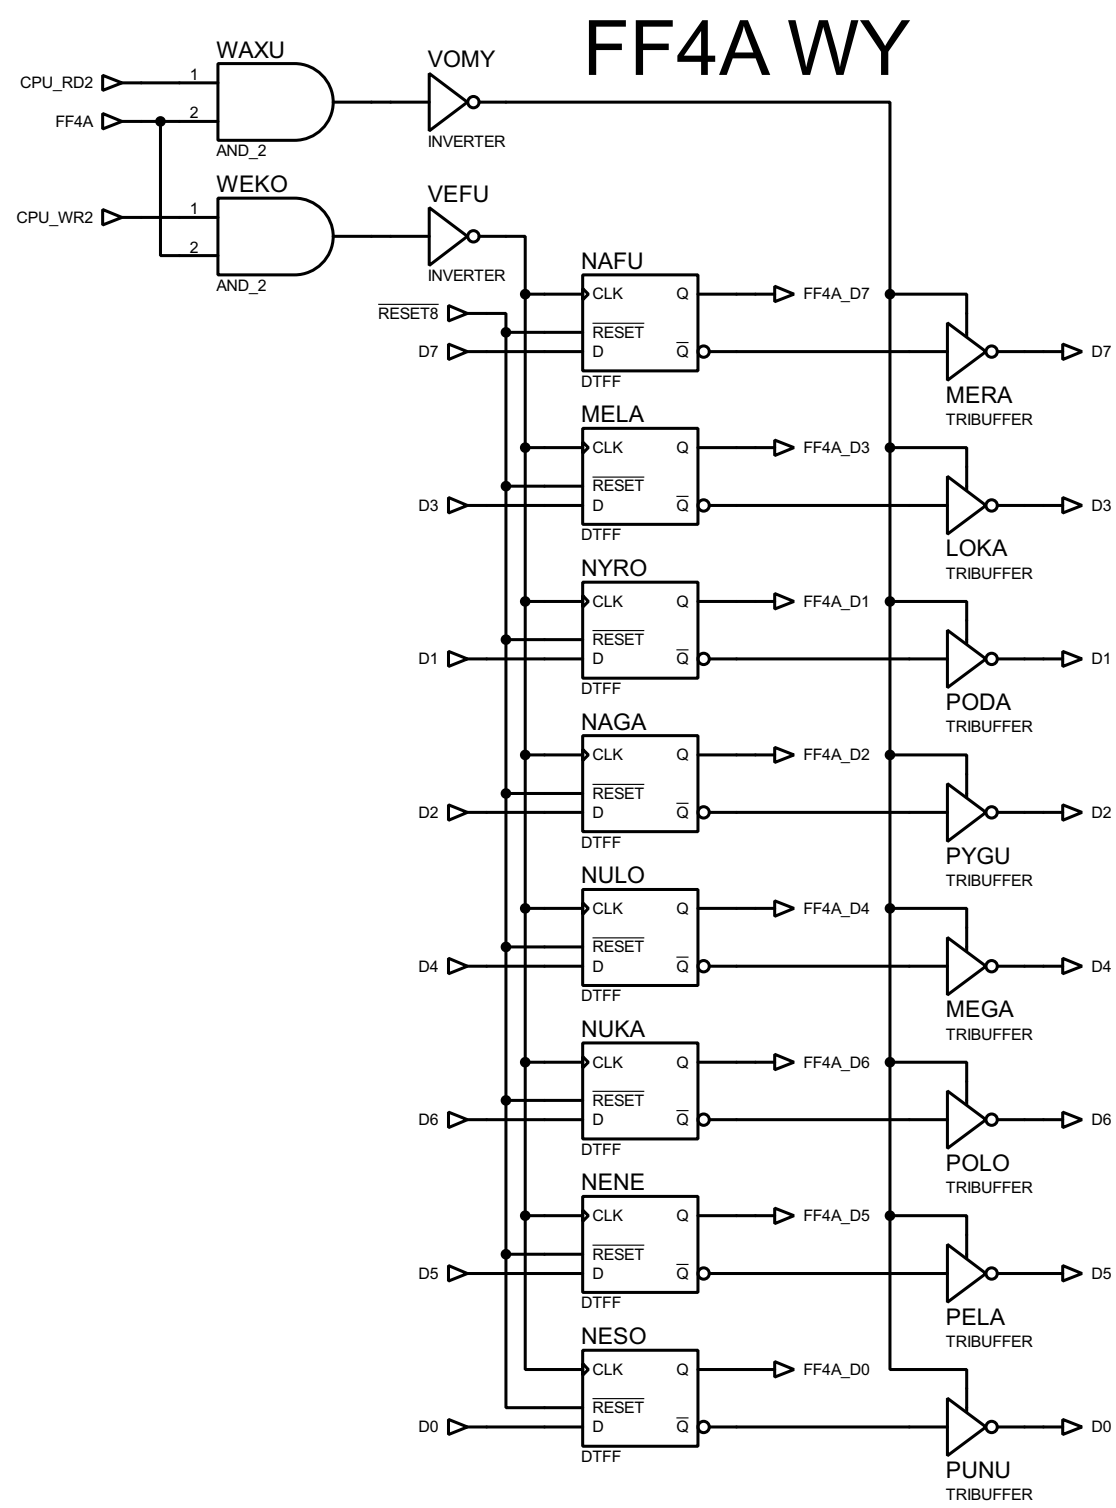 FF4A WY
WAXU
CPU_RD2 1
FF4A 2
AND_2
VOMY
INVERTER
WEKO
CPU_WR2 1
2
AND_2
VEFU
INVERTER
RESET8
NAFU
CLK Q FF4A_D7
RESET
D7 D Q D7
DTFF
MERA
TRIBUFFER
MELA
CLK Q FF4A_D3
RESET
D3 D Q D3
DTFF
LOKA
TRIBUFFER
NYRO
CLK Q FF4A_D1
RESET
D1 D Q D1
DTFF
PODA
TRIBUFFER
NAGA
CLK Q FF4A_D2
RESET
D2 D Q D2
DTFF
PYGU
TRIBUFFER
NULO
CLK Q FF4A_D4
RESET
D4 D Q D4
DTFF
MEGA
TRIBUFFER
NUKA
CLK Q FF4A_D6
RESET
D6 D Q D6
DTFF
POLO
TRIBUFFER
NENE
CLK Q FF4A_D5
RESET
D5 D Q D5
DTFF
PELA
TRIBUFFER
NESO
CLK Q FF4A_D0
RESET
D0 D Q D0
DTFF
PUNU
TRIBUFFER